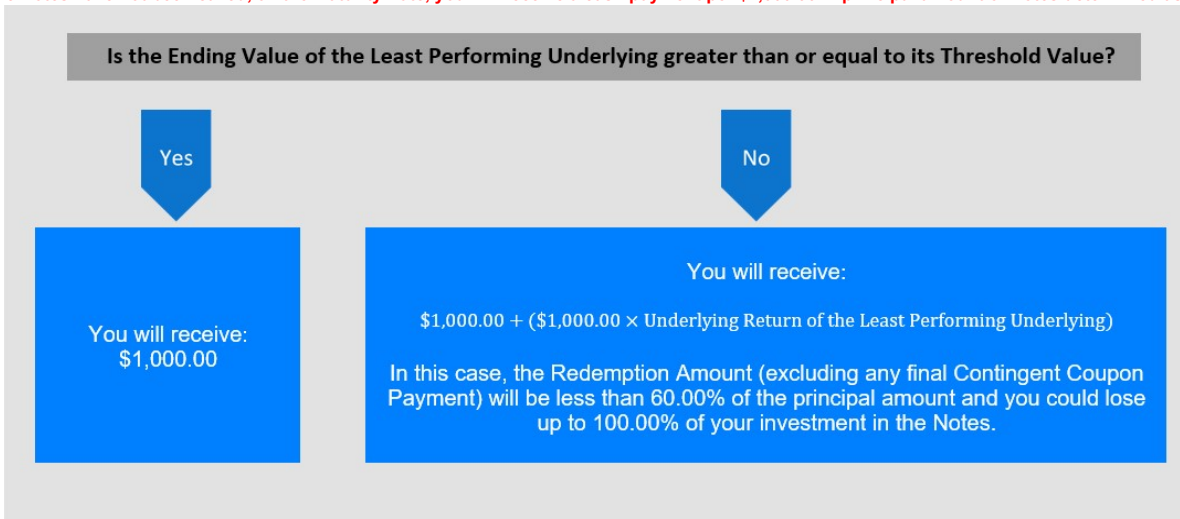 Is the Ending Value of the Least Performing Underlying greater than or equal to its Threshold Value?
Yes
No
You will receive:
$1,000.00
You will receive:
$1,000.00 + ($1,000.00 × Underlying Return of the Least Performing Underlying)
In this case, the Redemption Amount (excluding any final Contingent Coupon
Payment) will be less than 60.00% of the principal amount and you could lose
up to 100.00% of your investment in the Notes.